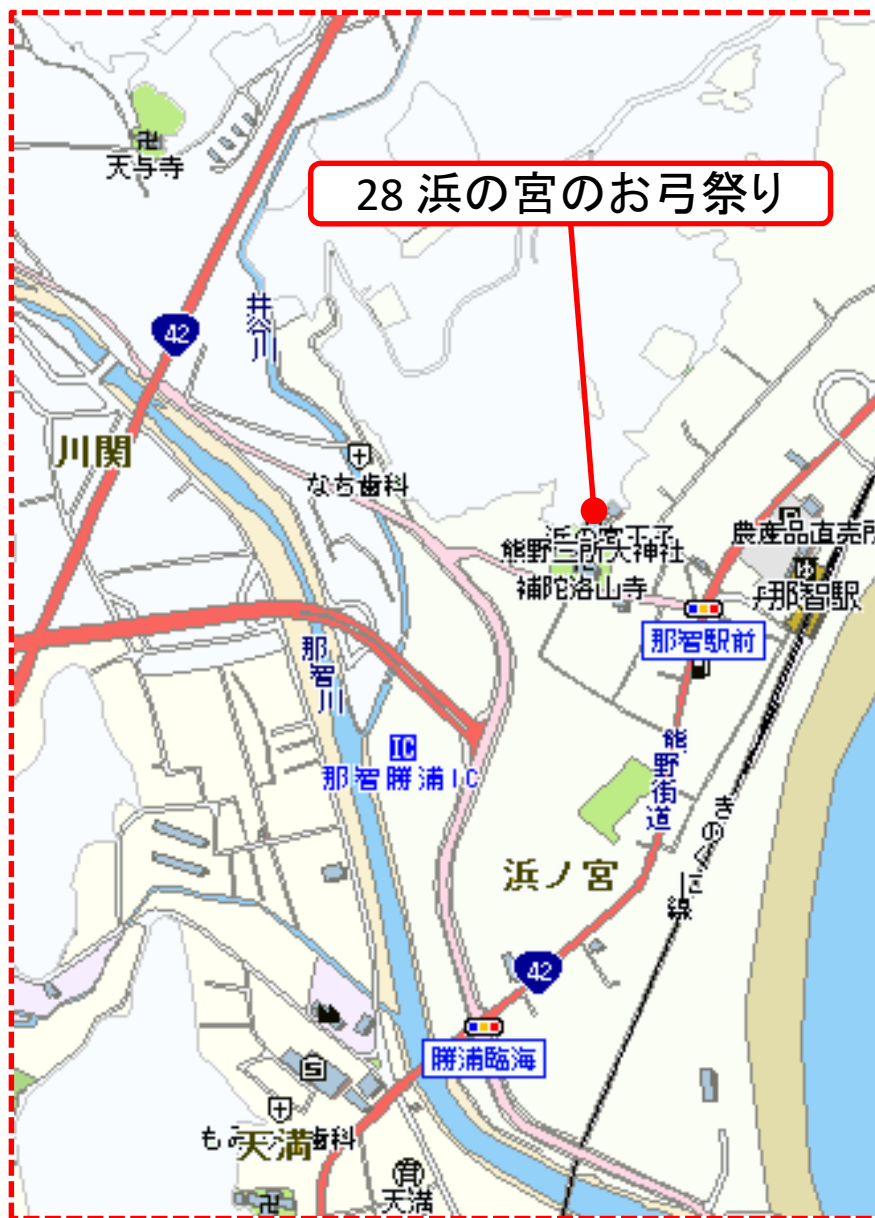 天与寺
28 浜の宮のお弓祭り
井谷川
42
川関
なち歯科
浜の宮王子
熊野三所大神社
補陀洛山寺
農産品直売所
那智駅
那智駅前
那智川
IC
那智勝浦IC
熊野街道
きのくに線
浜ノ宮
42
勝浦臨海
S
歯科
天満
天満